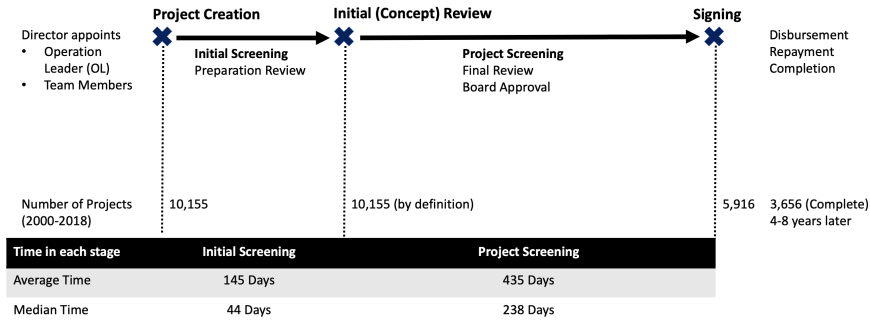 Project Creation
Initial (Concept) Review
Signing
Director appoints
• Operation
Leader (OL)
• Team Members
Initial Screening
Preparation Review
Project Screening
Final Review
Board Approval
Disbursement
Repayment
Completion
Number of Projects
(2000-2018)
10,155
10,155 (by definition)
5,916
3,656 (Complete)
4-8 years later
Time in each stage Initial Screening Project Screening
Average Time 145 Days 435 Days
Median Time 44 Days 238 Days